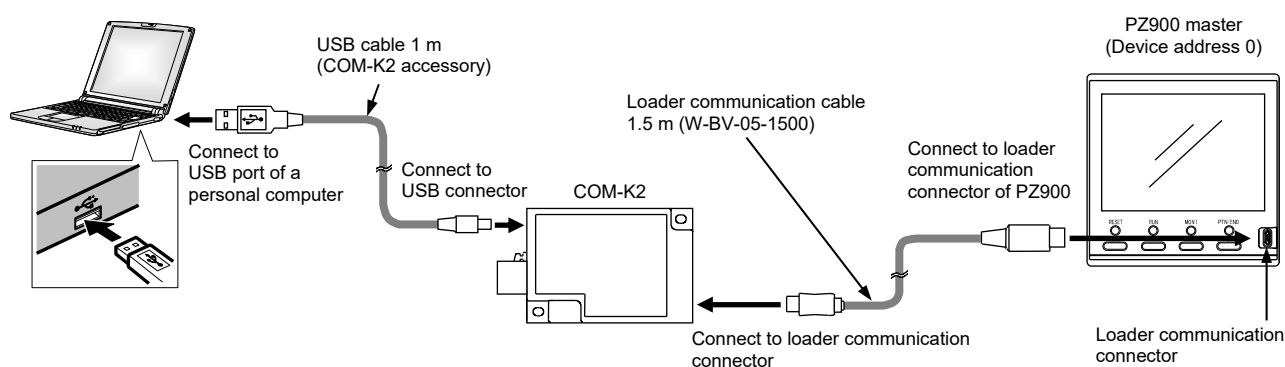 USB cable 1 m
(COM-K2 accessory)
Connect to
USB port of a
personal computer
Connect to
USB connector
COM-K2
Loader communication cable
1.5 m (W-BV-05-1500)
Connect to loader communication
connector
Connect to loader
communication
connector of PZ900
PZ900 master
(Device address 0)
RESET RUN MONI PTN/END
Loader communication
connector